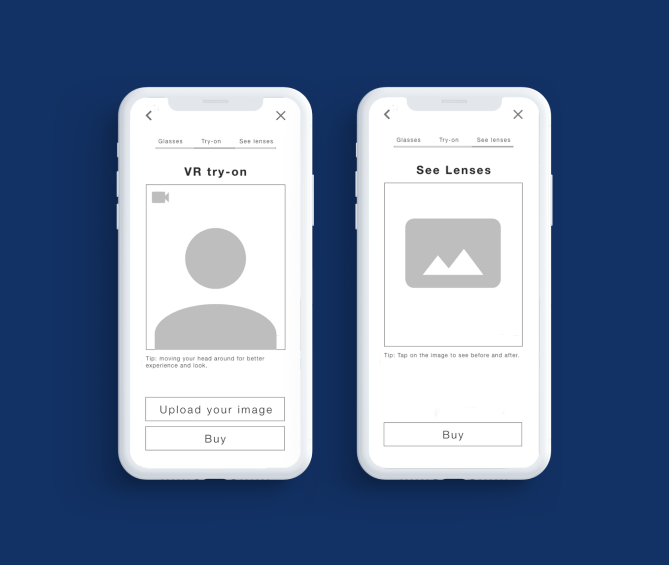 Glasses Try-on See lenses
VR try-on
Tip: moving your head around for better
experience and look.
Upload your image
Buy
Glasses Try-on See lenses
See Lenses
Tip: Tap on the image to see before and after.
Buy